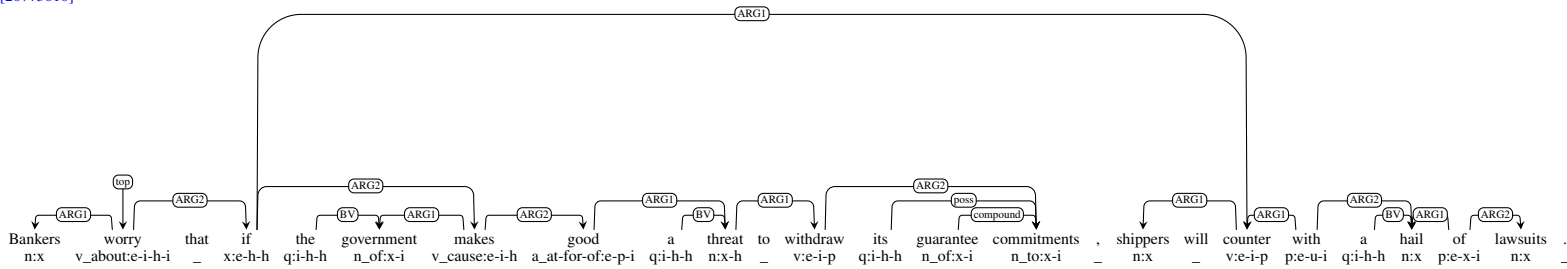 ARG1
top
ARG2
ARG2
poss
ARG1 ARG2 ARG1 ARG1 ARG1 ARG2
ARG1 BV ARG1 ARG2 BV compound ARG1 BV ARG1 ARG2
Bankers worry that if the government makes good a threat to withdraw its guarantee commitments , shippers will counter with a hail of lawsuits .
n:x v_about:e-i-h-i _ x:e-h-h q:i-h-h n_of:x-i v_cause:e-i-h a_at-for-of:e-p-i q:i-h-h n:x-h _ v:e-i-p q:i-h-h n_of:x-i n_to:x-i _ n:x _ v:e-i-p p:e-u-i q:i-h-h n:x p:e-x-i n:x _